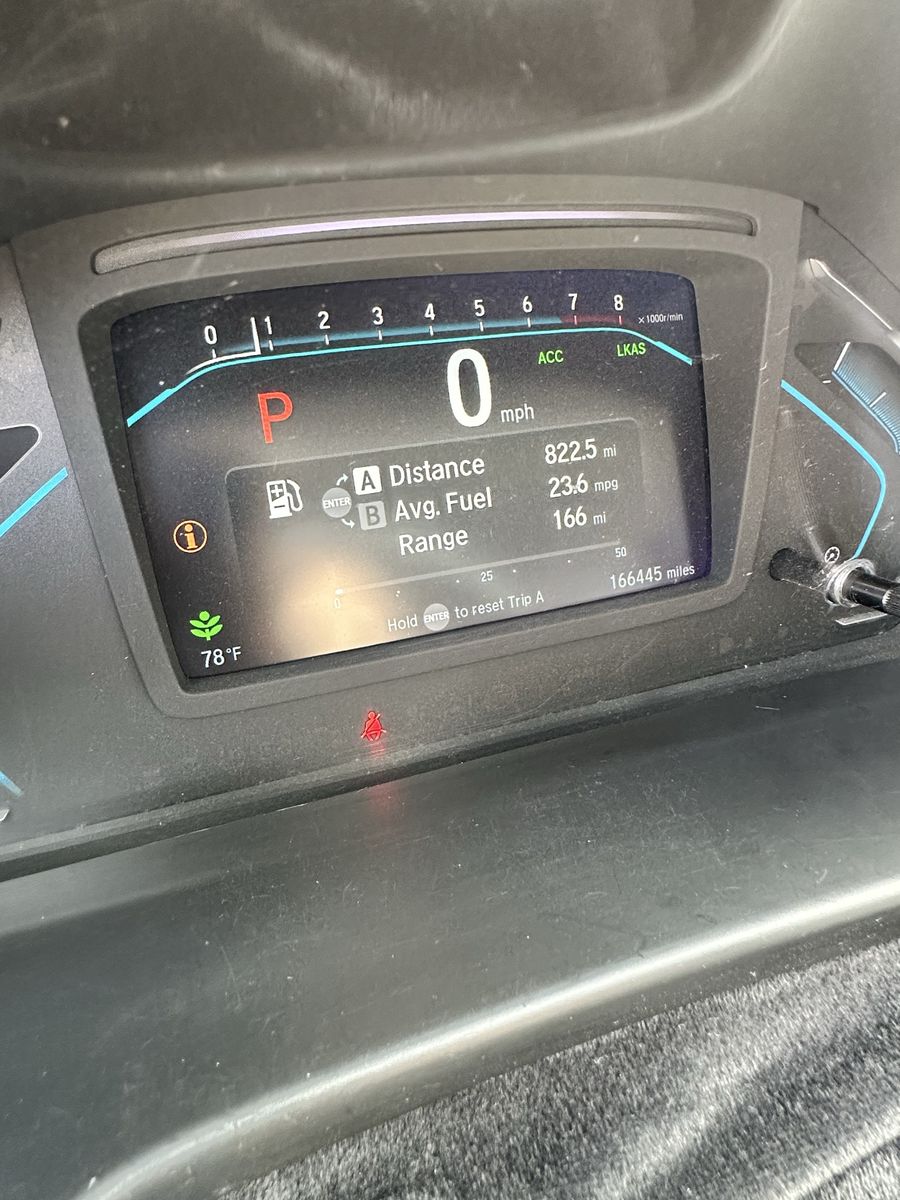 0 1 2 3 4 5 6 7 8 ×1000r/min
P 0 mph ACC LKAS
A Distance 822.5 mi
ENTER
B Avg. Fuel 23.6 mpg
Range 166 mi
0 25 50
Hold ENTER to reset Trip A 166445 miles
78°F